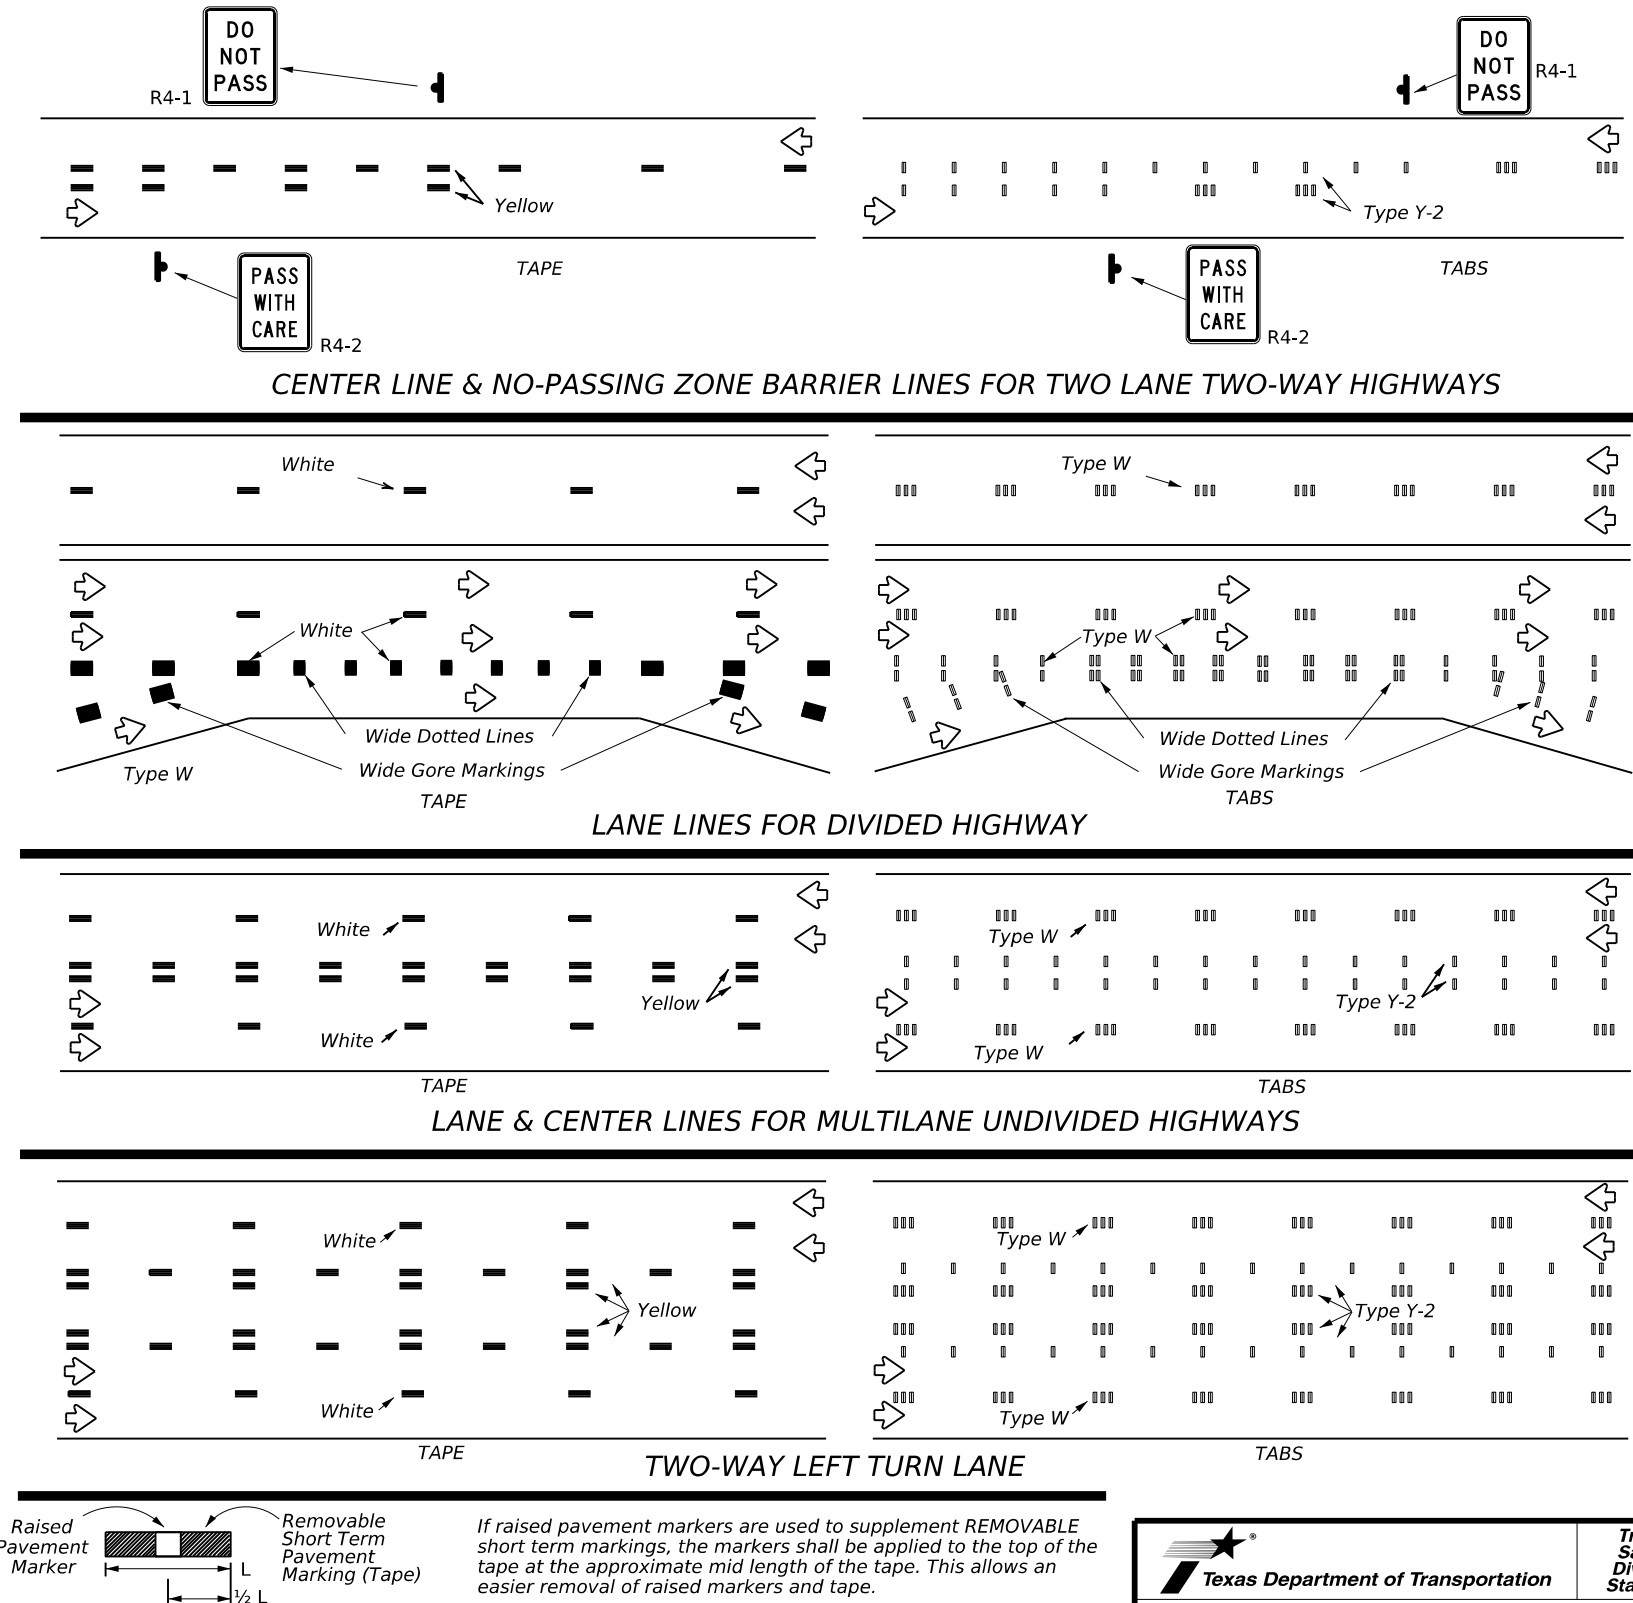 DO
NOT
PASS
R4-1
DO
NOT
PASS
R4-1
Yellow
Type Y-2
TAPE
TABS
PASS
WITH
CARE
R4-2
PASS
WITH
CARE
R4-2
CENTER LINE & NO-PASSING ZONE BARRIER LINES FOR TWO LANE TWO-WAY HIGHWAYS
White
Type W
White
Type W
Wide Dotted Lines
Wide Dotted Lines
Wide Gore Markings
Wide Gore Markings
Type W
TAPE
TABS
LANE LINES FOR DIVIDED HIGHWAY
White
Type W
Yellow
Type Y-2
White
Type W
TAPE
TABS
LANE & CENTER LINES FOR MULTILANE UNDIVIDED HIGHWAYS
White
Type W
Yellow
Type Y-2
White
Type W
TAPE
TABS
TWO-WAY LEFT TURN LANE
Raised
Pavement
Marker
Removable
Short Term
Pavement
Marking (Tape)
L
½ L
If raised pavement markers are used to supplement REMOVABLE
short term markings, the markers shall be applied to the top of the
tape at the approximate mid length of the tape. This allows an
easier removal of raised markers and tape.
®
Texas Department of Transportation